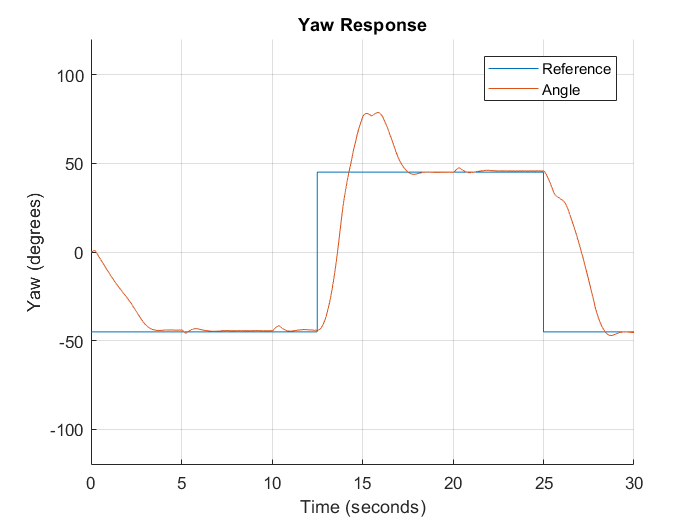 Yaw Response
Reference
Angle
Yaw (degrees)
100
50
0
-50
-100
0 5 10 15 20 25 30
Time (seconds)